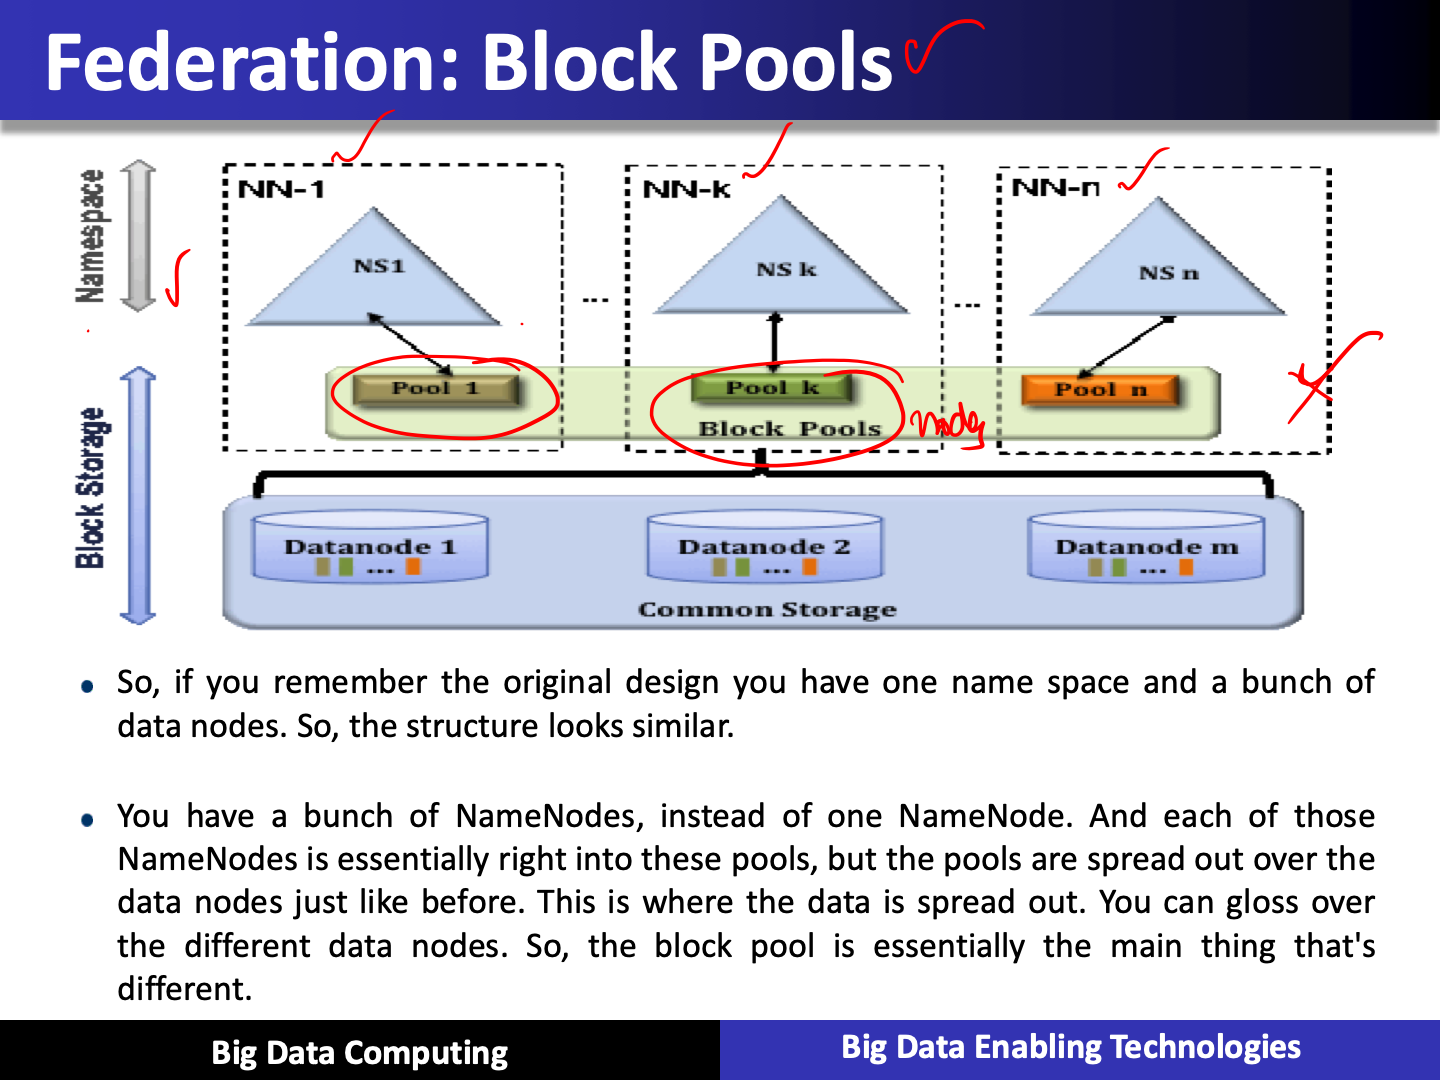 Federation: Block Pools
Namespace
NN-1
NN-k
NN-n
NS1
NS k
NS n
...
...
Pool 1
Pool k
Pool n
Block Pools
Block Storage
Datanode 1
Datanode 2
Datanode m
...
...
...
Common Storage
• So, if you remember the original design you have one name space and a bunch of
data nodes. So, the structure looks similar.
• You have a bunch of NameNodes, instead of one NameNode. And each of those
NameNodes is essentially right into these pools, but the pools are spread out over the
data nodes just like before. This is where the data is spread out. You can gloss over
the different data nodes. So, the block pool is essentially the main thing that's
different.
Big Data Computing
Big Data Enabling Technologies